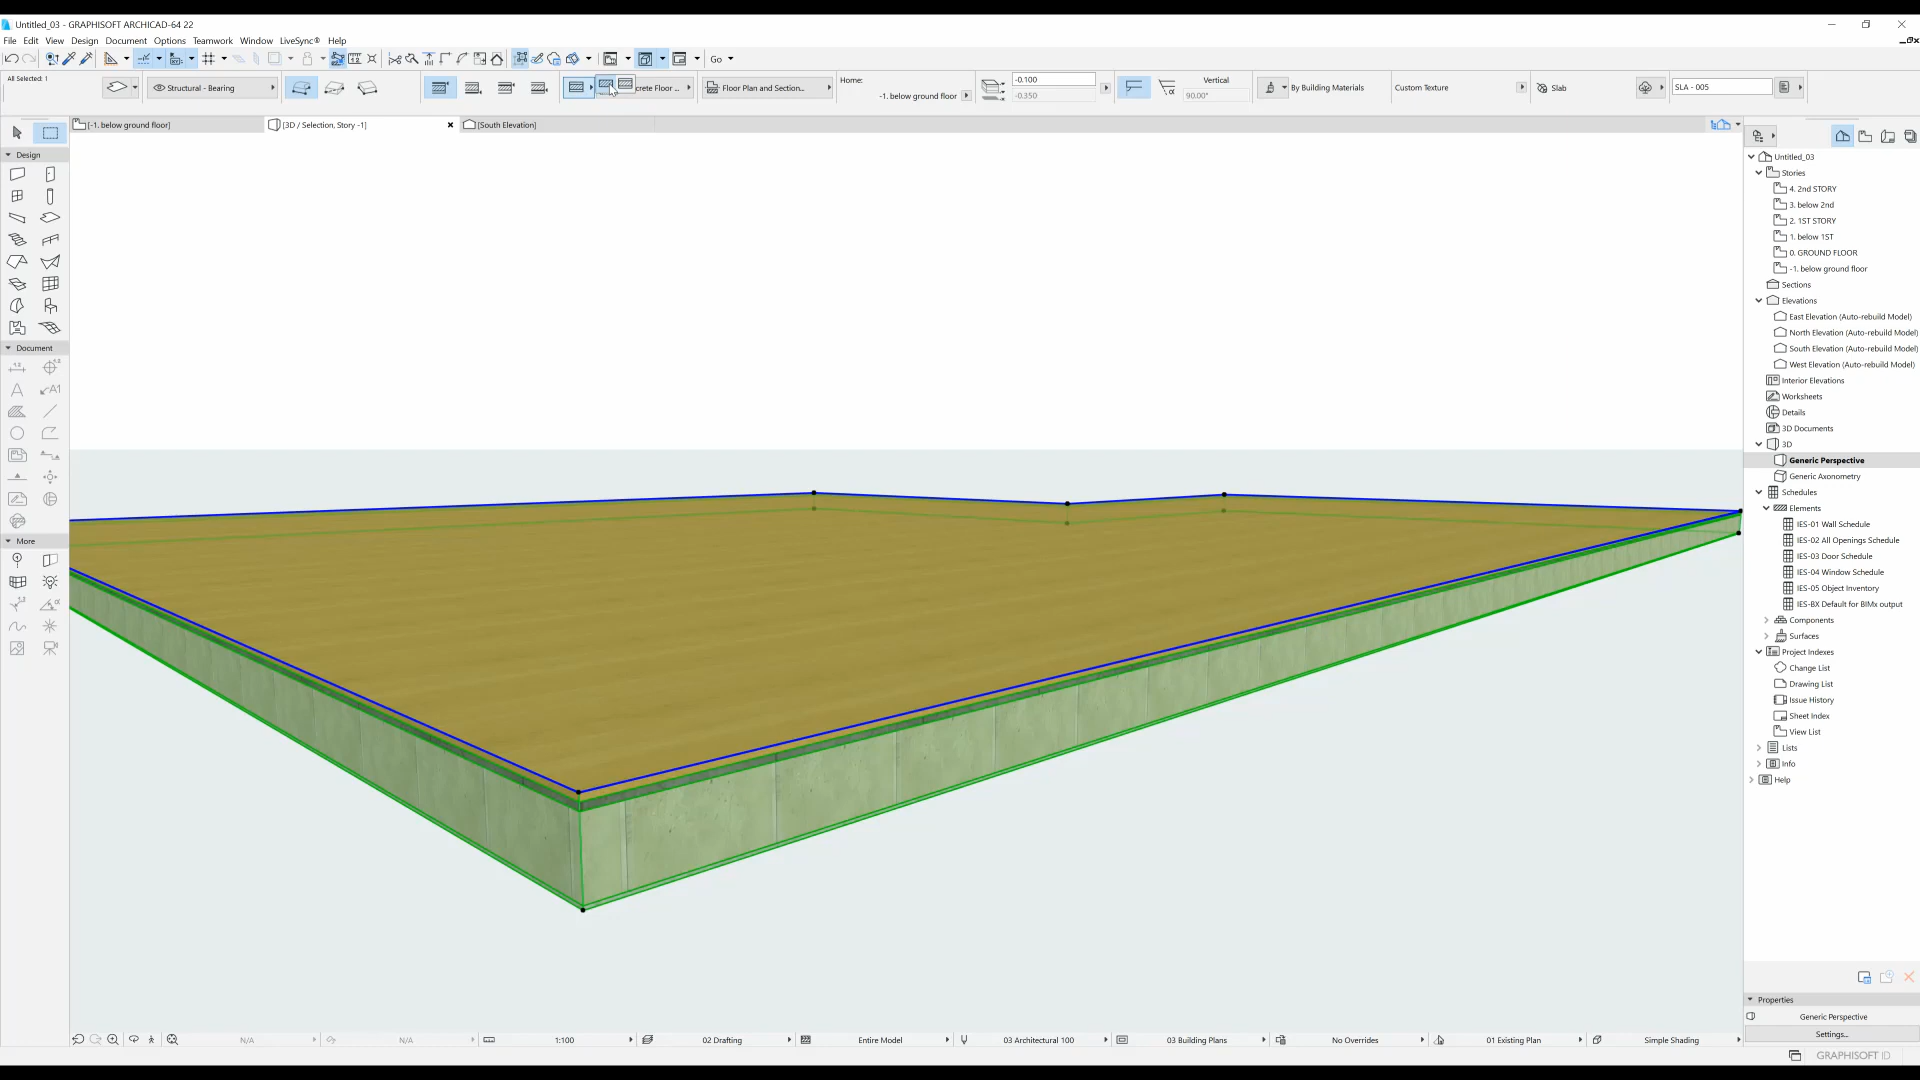 Untitled_03 - GRAPHISOFT ARCHICAD-64 22
File Edit View Design Document Options Teamwork Window LiveSync® Help
Go
All Selected: 1
Structural - Bearing
crete Floor ...
Floor Plan and Section...
Home:
-1. below ground floor
-0.100
-0.350
Vertical
90.00°
By Building Materials
Custom Texture
Slab
SLA - 005
[-1. below ground floor]
[3D / Selection, Story -1]
[South Elevation]
Design
Document
A
A1
More
Untitled_03
Stories
4. 2nd STORY
3. below 2nd
2. 1ST STORY
1. below 1ST
0. GROUND FLOOR
-1. below ground floor
Sections
Elevations
East Elevation (Auto-rebuild Model)
North Elevation (Auto-rebuild Model)
South Elevation (Auto-rebuild Model)
West Elevation (Auto-rebuild Model)
Interior Elevations
Worksheets
Details
3D Documents
3D
Generic Perspective
Generic Axonometry
Schedules
Elements
IES-01 Wall Schedule
IES-02 All Openings Schedule
IES-03 Door Schedule
IES-04 Window Schedule
IES-05 Object Inventory
IES-BX Default for BIMx output
Components
Surfaces
Project Indexes
Change List
Drawing List
Issue History
Sheet Index
View List
Lists
Info
Help
Properties
Generic Perspective
Settings...
N/A
N/A
1:100
02 Drafting
Entire Model
03 Architectural 100
03 Building Plans
No Overrides
01 Existing Plan
Simple Shading
GRAPHISOFT ID